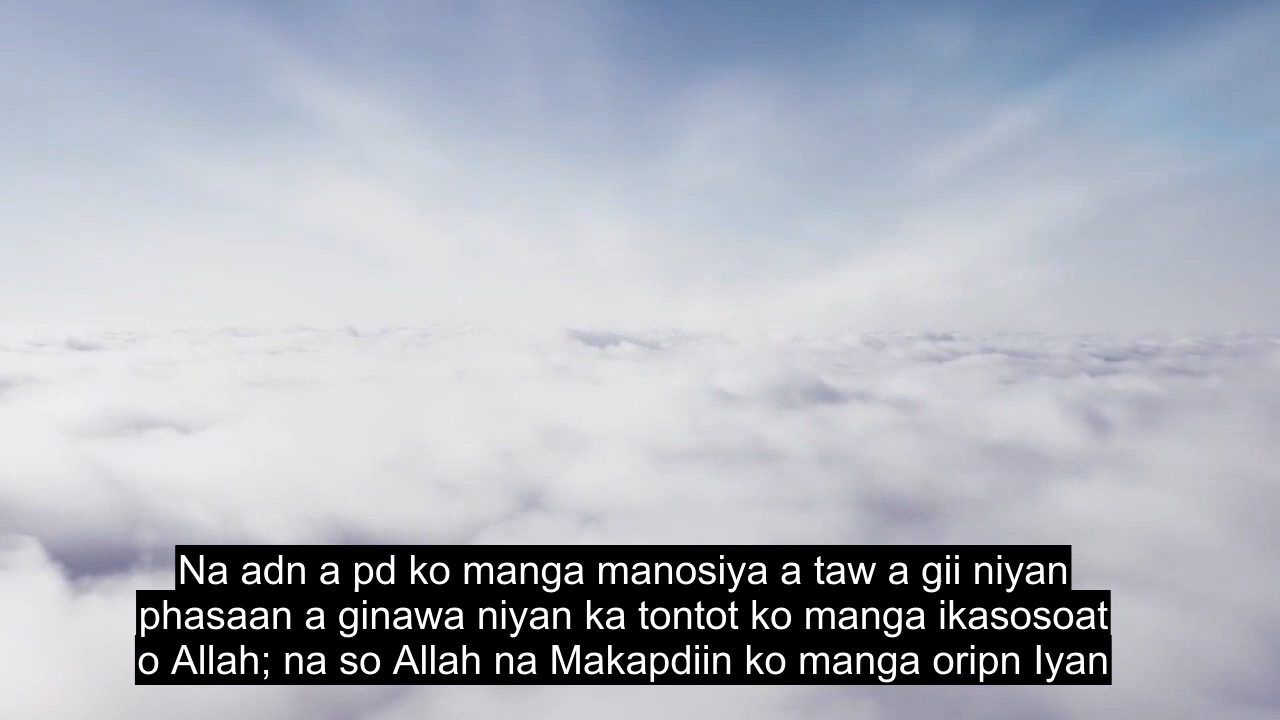 Na adn a pd ko manga manosiya a taw a gii niyan
phasaan a ginawa niyan ka tontot ko manga ikasosoat
o Allah; na so Allah na Makapdiin ko manga oripn Iyan